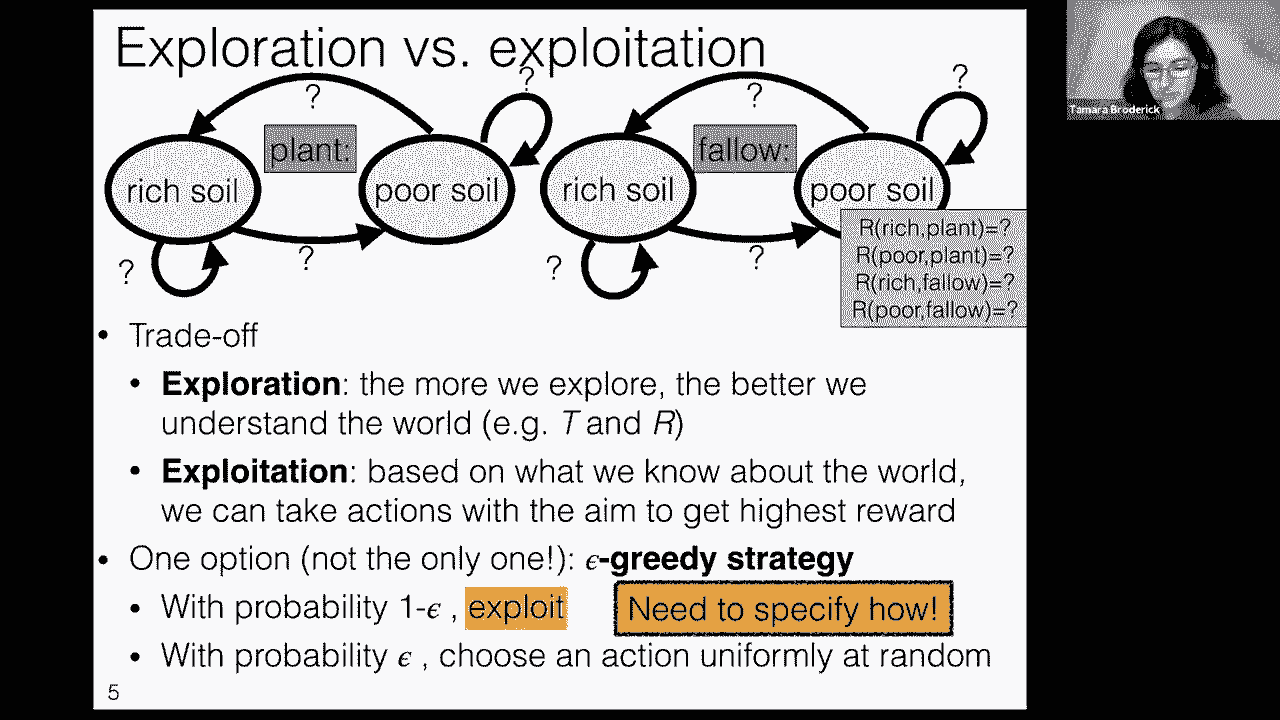 Exploration vs. exploitation
Tamara Broderick
?
?
?
?
plant:
fallow:
rich soil
poor soil
rich soil
poor soil
?
?
?
?
R(rich,plant)=?
R(poor,plant)=?
R(rich,fallow)=?
R(poor,fallow)=?
• Trade-off
• Exploration: the more we explore, the better we
understand the world (e.g. T and R)
• Exploitation: based on what we know about the world,
we can take actions with the aim to get highest reward
• One option (not the only one!): ϵ-greedy strategy
• With probability 1-ϵ , exploit
Need to specify how!
• With probability ϵ , choose an action uniformly at random
5